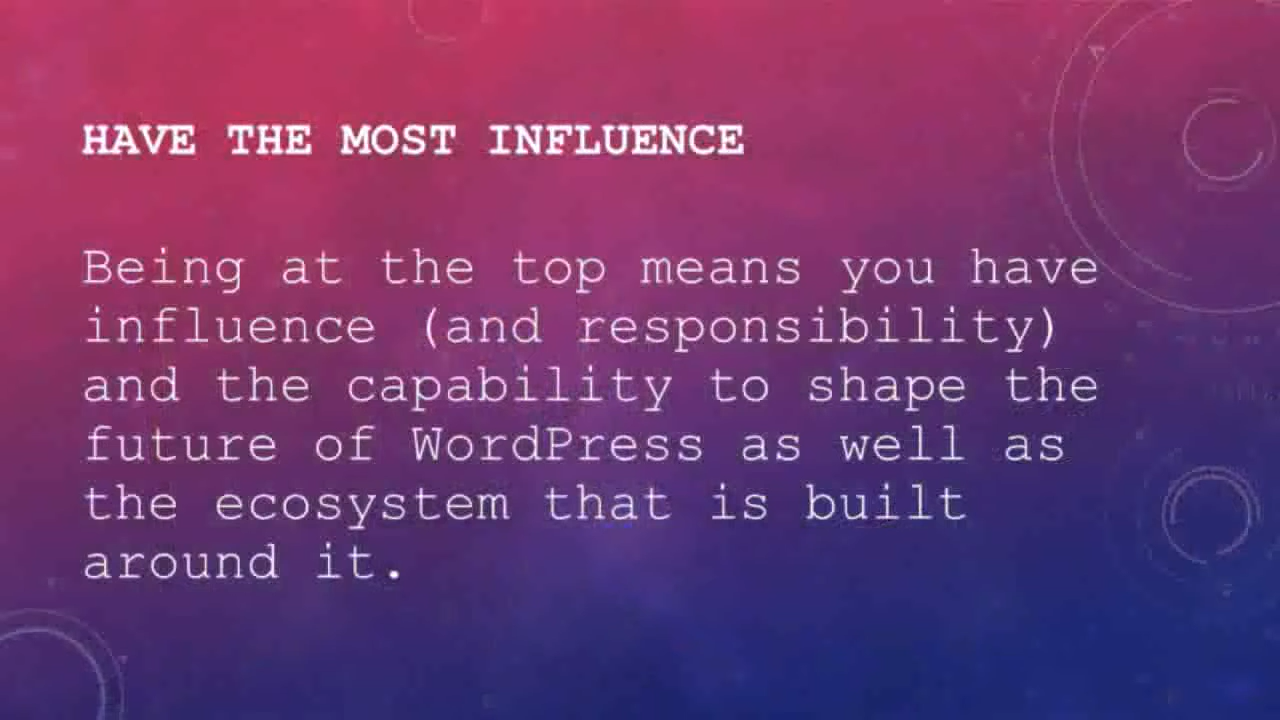 HAVE THE MOST INFLUENCE
Being at the top means you have
influence (and responsibility)
and the capability to shape the
future of WordPress as well as
the ecosystem that is built
around it.